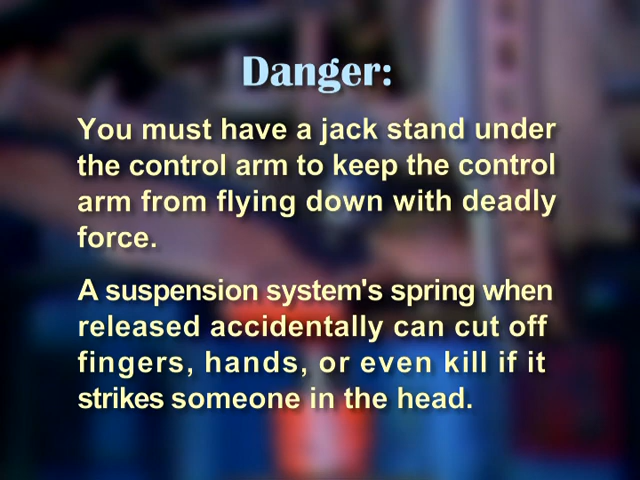 Danger:
You must have a jack stand under
the control arm to keep the control
arm from flying down with deadly
force.
A suspension system's spring when
released accidentally can cut off
fingers, hands, or even kill if it
strikes someone in the head.